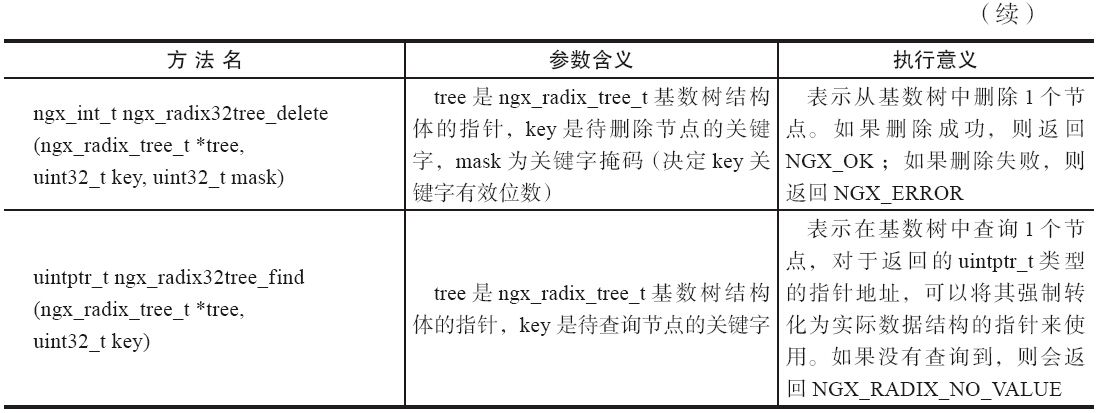 （续）
方 法 名 参数含义 执行意义
ngx_int_t ngx_radix32tree_delete
(ngx_radix_tree_t *tree,
uint32_t key, uint32_t mask)
tree 是 ngx_radix_tree_t 基数树结构
体的指针，key 是待删除节点的关键
字，mask 为关键字掩码（决定 key 关
键字有效位数）
表示从基数树中删除 1 个节
点。如果删除成功，则返回
NGX_OK ；如果删除失败，则
返回 NGX_ERROR
uintptr_t ngx_radix32tree_find
(ngx_radix_tree_t *tree,
uint32_t key)
tree 是 ngx_radix_tree_t 基数树结构
体的指针，key 是待查询节点的关键字
表示在基数树中查询 1 个节
点，对于返回的 uintptr_t 类型
的指针地址，可以将其强制转
化为实际数据结构的指针来使
用。如果没有查询到，则会返
回 NGX_RADIX_NO_VALUE